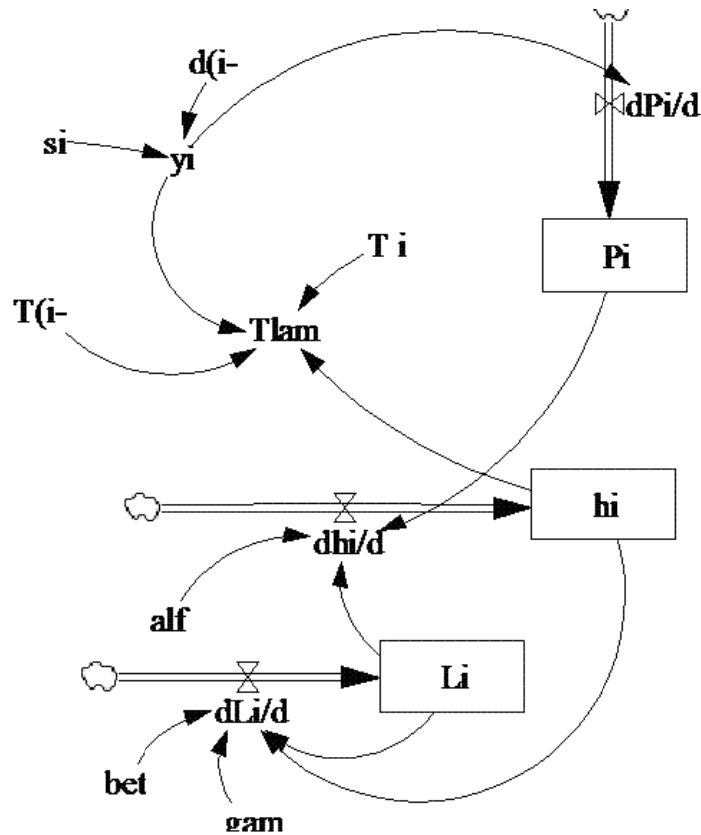 d(i-
dPi/d
si
yi
T i
Pi
T(i-
Tlam
hi
dhi/d
alf
Li
dLi/d
bet
gam